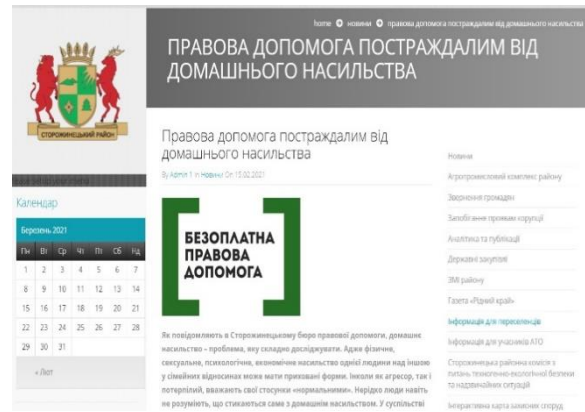 home новини правова допомога постраждалим від домашнього насильства
ПРАВОВА ДОПОМОГА ПОСТРАЖДАЛИМ ВІД
ДОМАШНЬОГО НАСИЛЬСТВА
СТОРОЖИНЕЦЬКИЙ РАЙОН
Календар
Березень 2021
Пн Вт Ср Чт Пт Сб Нд
1 2 3 4 5 6 7
8 9 10 11 12 13 14
15 16 17 18 19 20 21
22 23 24 25 26 27 28
29 30 31
« Лют
Правова допомога постраждалим від
домашнього насильства
By Admin 1 in Новини On 15.02.2021
БЕЗОПЛАТНА
ПРАВОВА
ДОПОМОГА
Як повідомляють в Сторожинецькому бюро правової допомоги, домашнє
насильство – проблема, яку складно досліджувати. Адже фізичне,
сексуальне, психологічне, економічне насильство однієї людини над іншою
у сімейних відносинах може мати приховані форми. Інколи як агресор, так і
потерпілий, вважають свої стосунки «нормальними». Нерідко люди навіть
не розуміють, що стикаються саме з домашнім насильством. У суспільстві
Новини
Агропромисловий комплекс району
Звернення громадян
Запобігання проявам корупції
Аналітика та публікації
Державні закупівлі
ЗМІ району
Газета «Рідний край»
Інформація для переселенців
Інформація для учасників АТО
Сторожинецька районна комісія з
питань техногенно-екологічної безпеки
та надзвичайних ситуацій
Інтерактивна карта захисних споруд